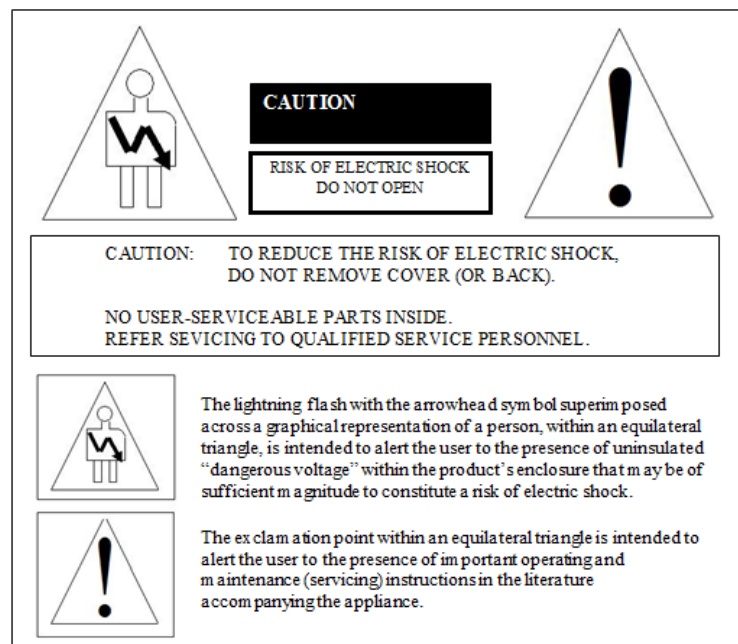 CAUTION
RISK OF ELECTRIC SHOCK
DO NOT OPEN
CAUTION: TO REDUCE THE RISK OF ELECTRIC SHOCK,
DO NOT REMOVE COVER (OR BACK).
NO USER-SERVICEABLE PARTS INSIDE.
REFER SEVICING TO QUALIFIED SERVICE PERSONNEL.
The lightning flash with the arrowhead symbol superimposed
across a graphical representation of a person, within an equilateral
triangle, is intended to alert the user to the presence of uninsulated
“dangerous voltage” within the product’s enclosure that may be of
sufficient magnitude to constitute a risk of electric shock.
The exclamation point within an equilateral triangle is intended to
alert the user to the presence of important operating and
maintenance (servicing) instructions in the literature
accompanying the appliance.